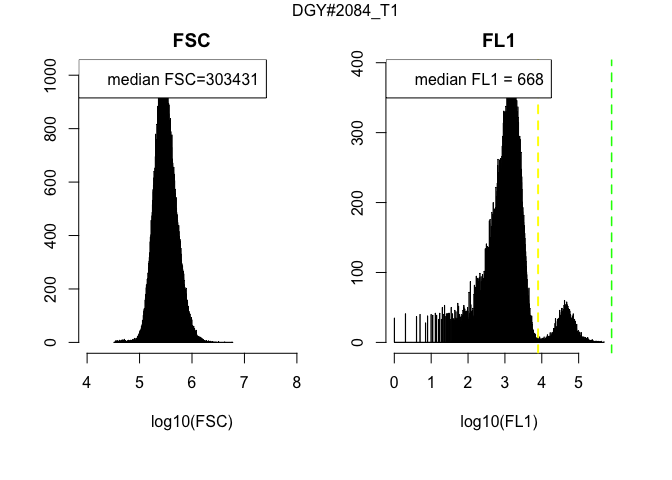 DGY#2084_T1
FSC
median FSC=303431
0 200 400 600 800 1000
4 5 6 7 8
log10(FSC)
FL1
median FL1 = 668
0 100 200 300 400
0 1 2 3 4 5
log10(FL1)